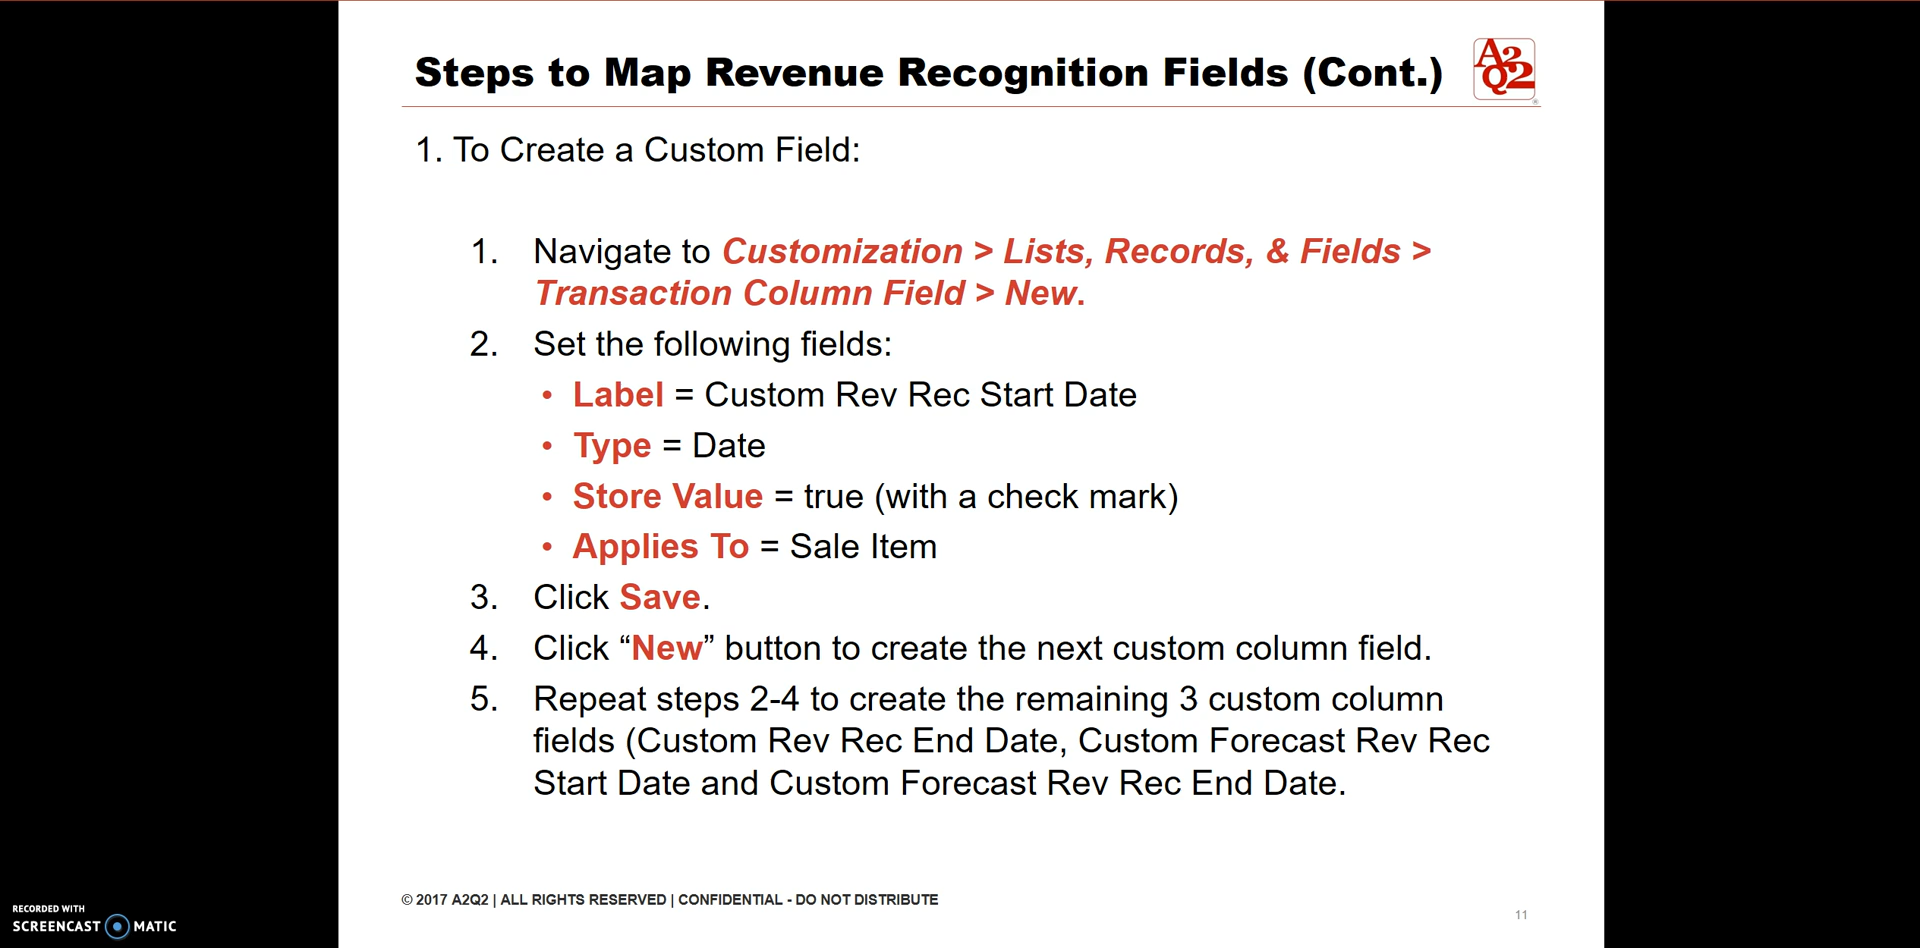 Steps to Map Revenue Recognition Fields (Cont.)
A2
Q2
®
1. To Create a Custom Field:
1. Navigate to Customization > Lists, Records, & Fields >
Transaction Column Field > New.
2. Set the following fields:
• Label = Custom Rev Rec Start Date
• Type = Date
• Store Value = true (with a check mark)
• Applies To = Sale Item
3. Click Save.
4. Click “New” button to create the next custom column field.
5. Repeat steps 2-4 to create the remaining 3 custom column
fields (Custom Rev Rec End Date, Custom Forecast Rev Rec
Start Date and Custom Forecast Rev Rec End Date.
© 2017 A2Q2 | ALL RIGHTS RESERVED | CONFIDENTIAL - DO NOT DISTRIBUTE
11
RECORDED WITH
SCREENCAST MATIC